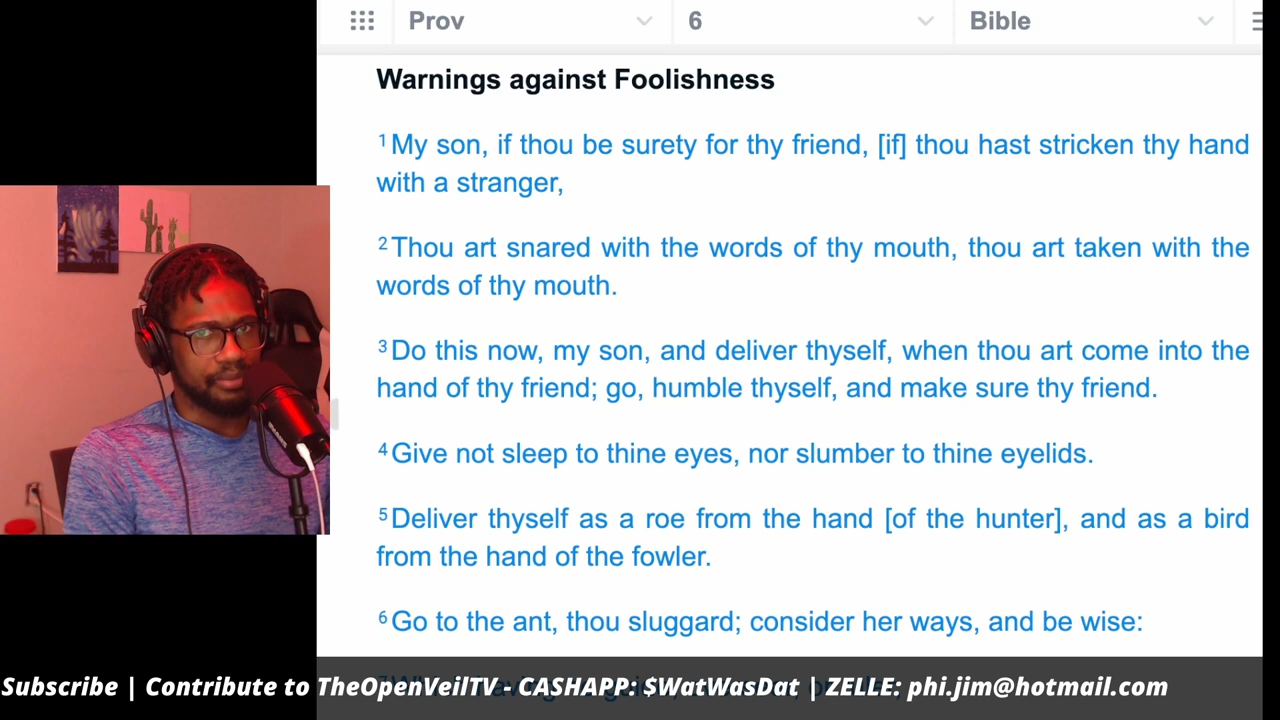 Prov
6
Bible
Warnings against Foolishness
1 My son, if thou be surety for thy friend, [if] thou hast stricken thy hand
with a stranger,
2 Thou art snared with the words of thy mouth, thou art taken with the
words of thy mouth.
3 Do this now, my son, and deliver thyself, when thou art come into the
hand of thy friend; go, humble thyself, and make sure thy friend.
4 Give not sleep to thine eyes, nor slumber to thine eyelids.
5 Deliver thyself as a roe from the hand [of the hunter], and as a bird
from the hand of the fowler.
6 Go to the ant, thou sluggard; consider her ways, and be wise:
Subscribe | Contribute to TheOpenVeilTV - CASHAPP: $WatWasDat | ZELLE: phi.jim@hotmail.com